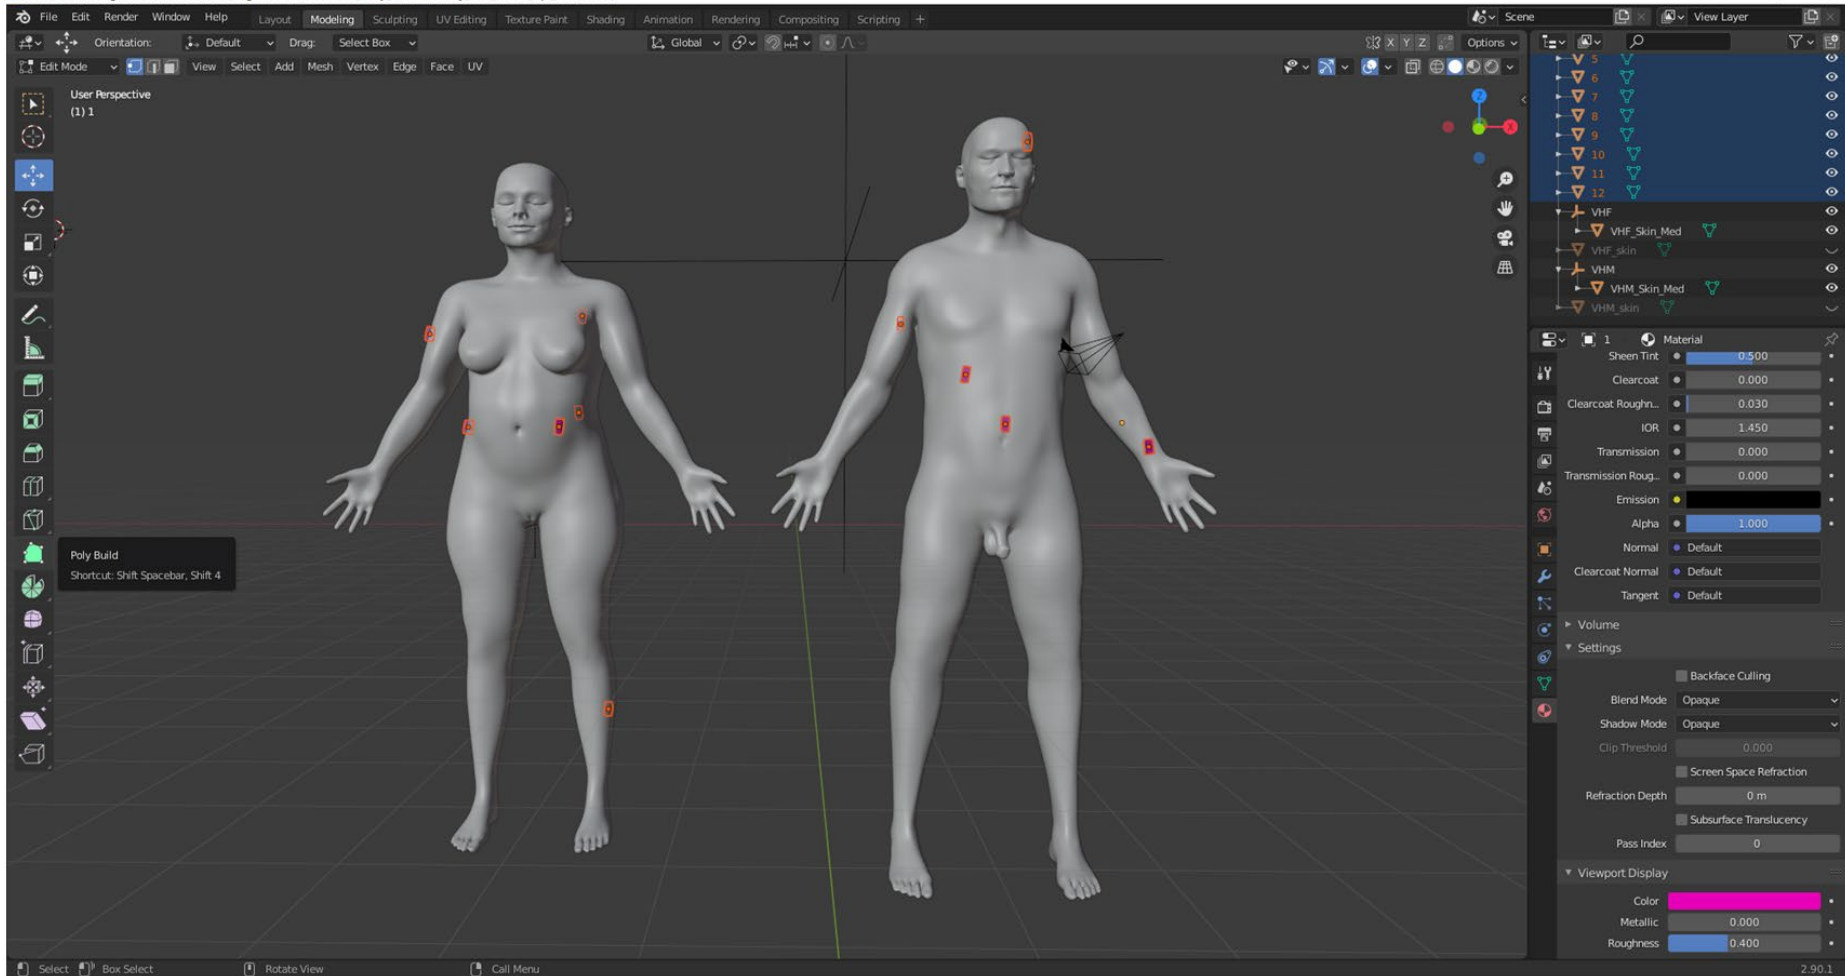 File Edit Render Window Help Layout Modeling Sculpting UV Editing Texture Paint Shading Animation Rendering Compositing Scripting + Scene View Layer
Orientation: Default Drag: Select Box Global X Y Z Options
Edit Mode View Select Add Mesh Vertex Edge Face UV
User Perspective
(1) 1
Z
X
Poly Build
Shortcut: Shift Spacebar, Shift 4
5
6
7
8
9
10
11
12
VHF
VHF_Skin_Med
VHF_skin
VHM
VHM_Skin_Med
VHM_skin
1 Material
Sheen Tint 0.500
Clearcoat 0.000
Clearcoat Roughn... 0.030
IOR 1.450
Transmission 0.000
Transmission Roug... 0.000
Emission
Alpha 1.000
Normal Default
Clearcoat Normal Default
Tangent Default
Volume
Settings
Backface Culling
Blend Mode Opaque
Shadow Mode Opaque
Clip Threshold 0.000
Screen Space Refraction
Refraction Depth 0 m
Subsurface Translucency
Pass Index 0
Viewport Display
Color
Metallic 0.000
Roughness 0.400
Select Box Select Rotate View Call Menu 2.90.1